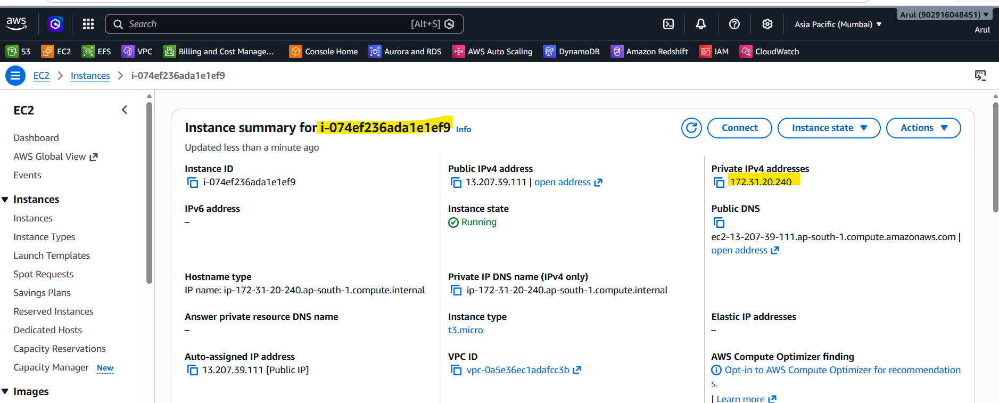 aws
Search
[Alt+S]
Asia Pacific (Mumbai)
Arul (902916048451)
Arul
S3
EC2
EFS
VPC
Billing and Cost Manage...
Console Home
Aurora and RDS
AWS Auto Scaling
DynamoDB
Amazon Redshift
IAM
CloudWatch
EC2
Instances
i-074ef236ada1e1ef9
EC2
Dashboard
AWS Global View
Events
Instances
Instances
Instance Types
Launch Templates
Spot Requests
Savings Plans
Reserved Instances
Dedicated Hosts
Capacity Reservations
Capacity Manager New
Images
Instance summary for i-074ef236ada1e1ef9 Info
Updated less than a minute ago
Connect
Instance state
Actions
Instance ID
i-074ef236ada1e1ef9
Public IPv4 address
13.207.39.111 | open address
Private IPv4 addresses
172.31.20.240
IPv6 address
–
Instance state
Running
Public DNS
ec2-13-207-39-111.ap-south-1.compute.amazonaws.com |
open address
Hostname type
IP name: ip-172-31-20-240.ap-south-1.compute.internal
Private IP DNS name (IPv4 only)
ip-172-31-20-240.ap-south-1.compute.internal
Answer private resource DNS name
–
Instance type
t3.micro
Elastic IP addresses
–
Auto-assigned IP address
13.207.39.111 [Public IP]
VPC ID
vpc-0a5e36ec1adafcc3b
AWS Compute Optimizer finding
Opt-in to AWS Compute Optimizer for recommendation
s.
| Learn more